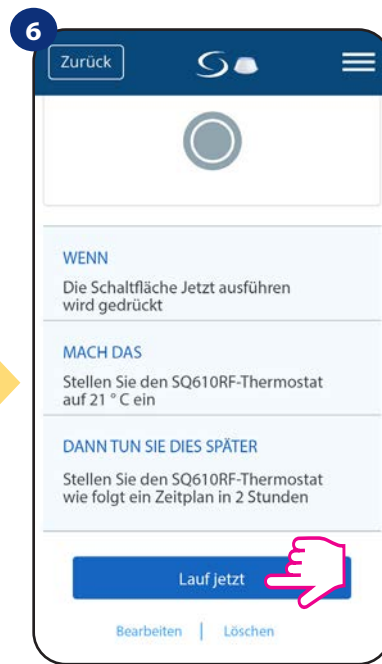 6
Zurück
WENN
Die Schaltfläche Jetzt ausführen
wird gedrückt
MACH DAS
Stellen Sie den SQ610RF-Thermostat
auf 21 ° C ein
DANN TUN SIE DIES SPÄTER
Stellen Sie den SQ610RF-Thermostat
wie folgt ein Zeitplan in 2 Stunden
Lauf jetzt
Bearbeiten | Löschen